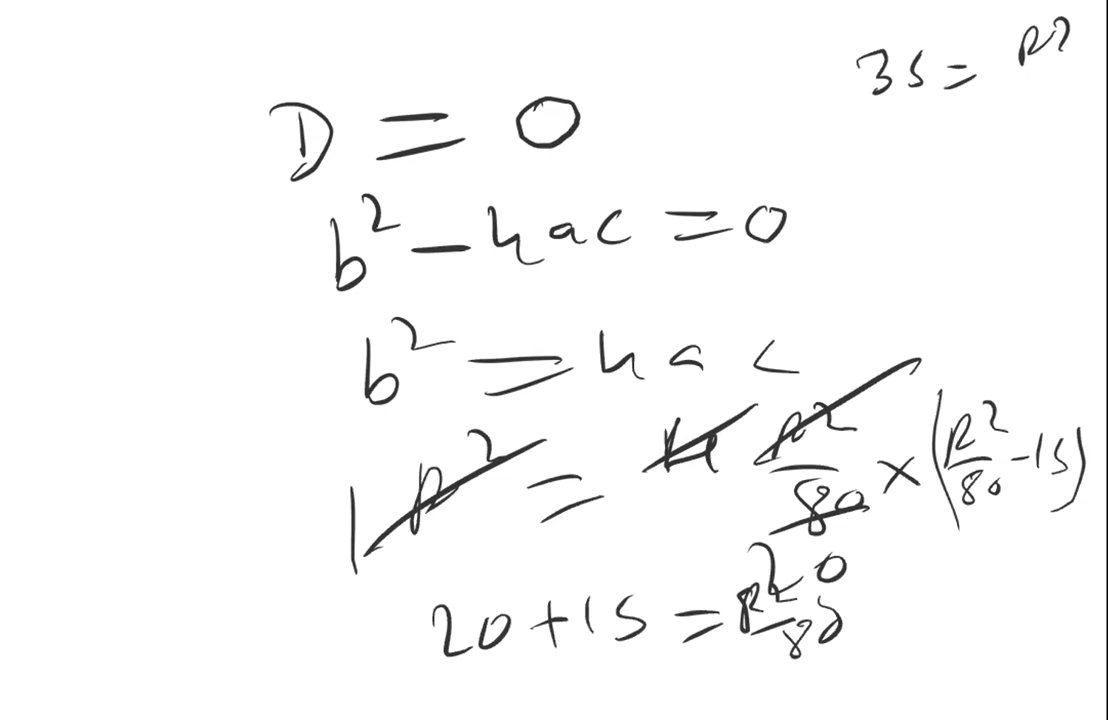 35 = R²
D = 0
b² - 4ac = 0
b² = 4ac
R² = 4 R²/80 × (R²/80 - 15)
20
20 + 15 = R²/80